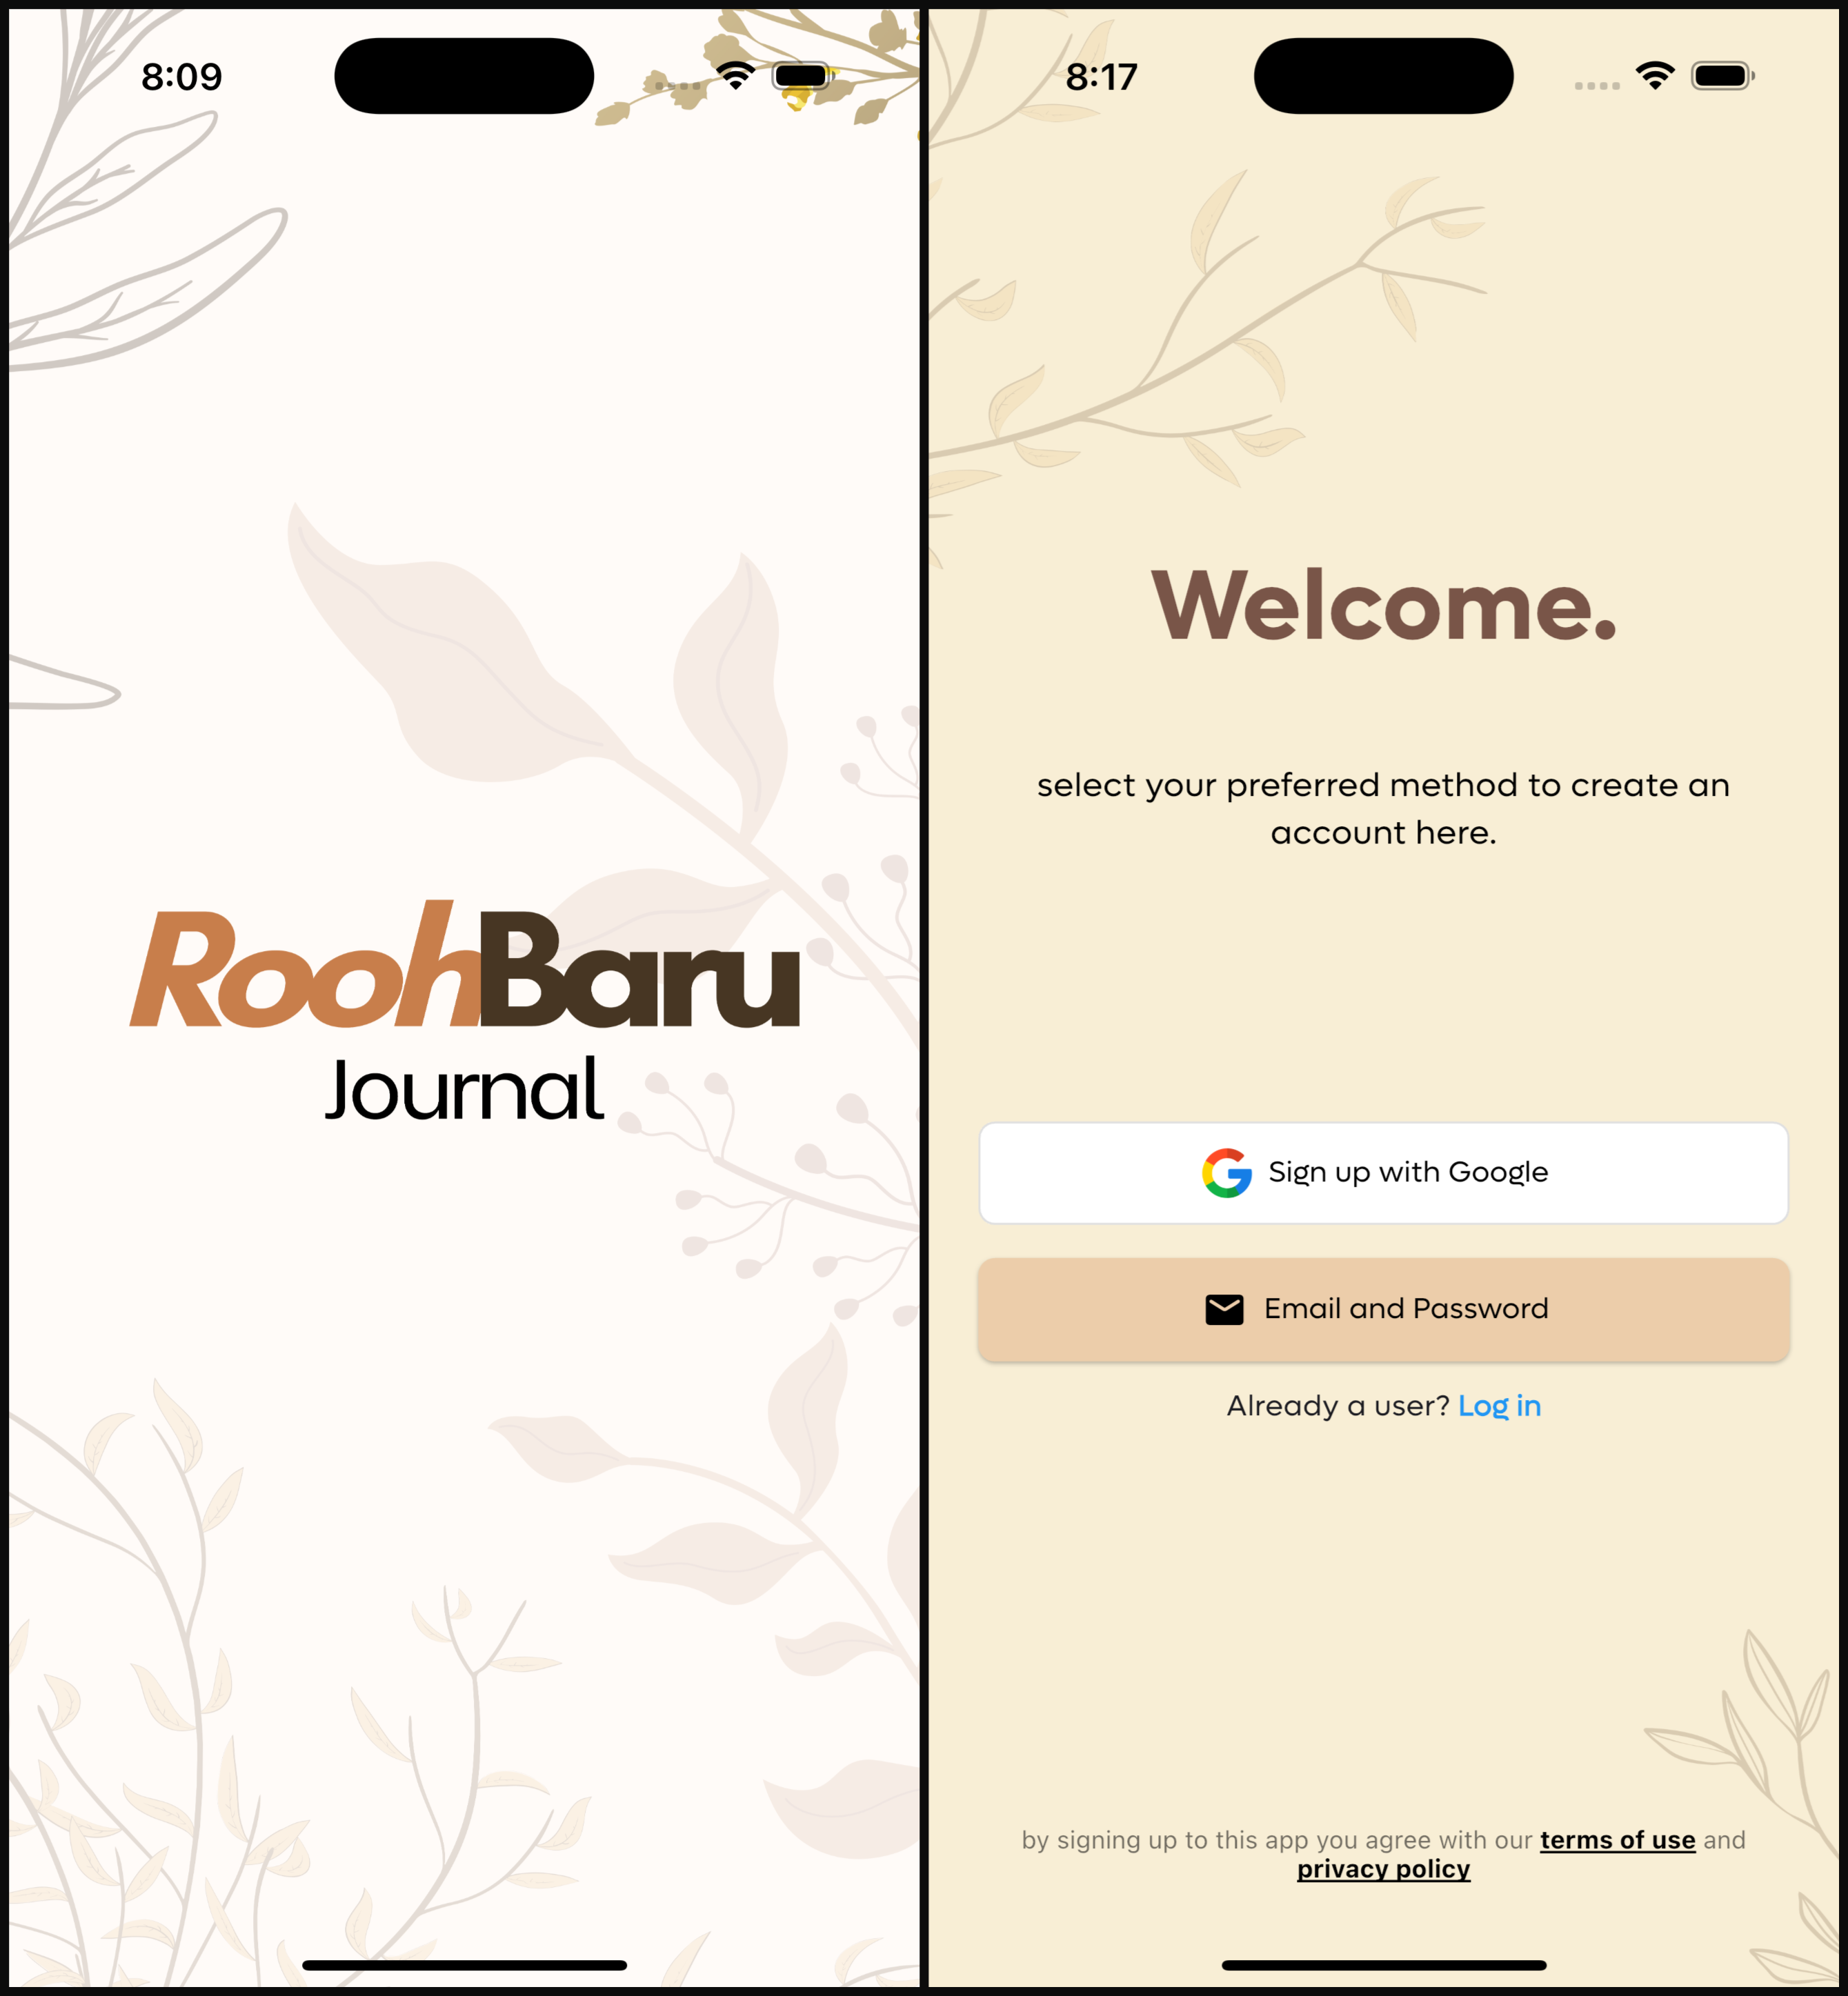 8:09
RoohBaru
Journal
8:17
Welcome.
select your preferred method to create an
account here.
Sign up with Google
Email and Password
Already a user? Log in
by signing up to this app you agree with our terms of use and
privacy policy